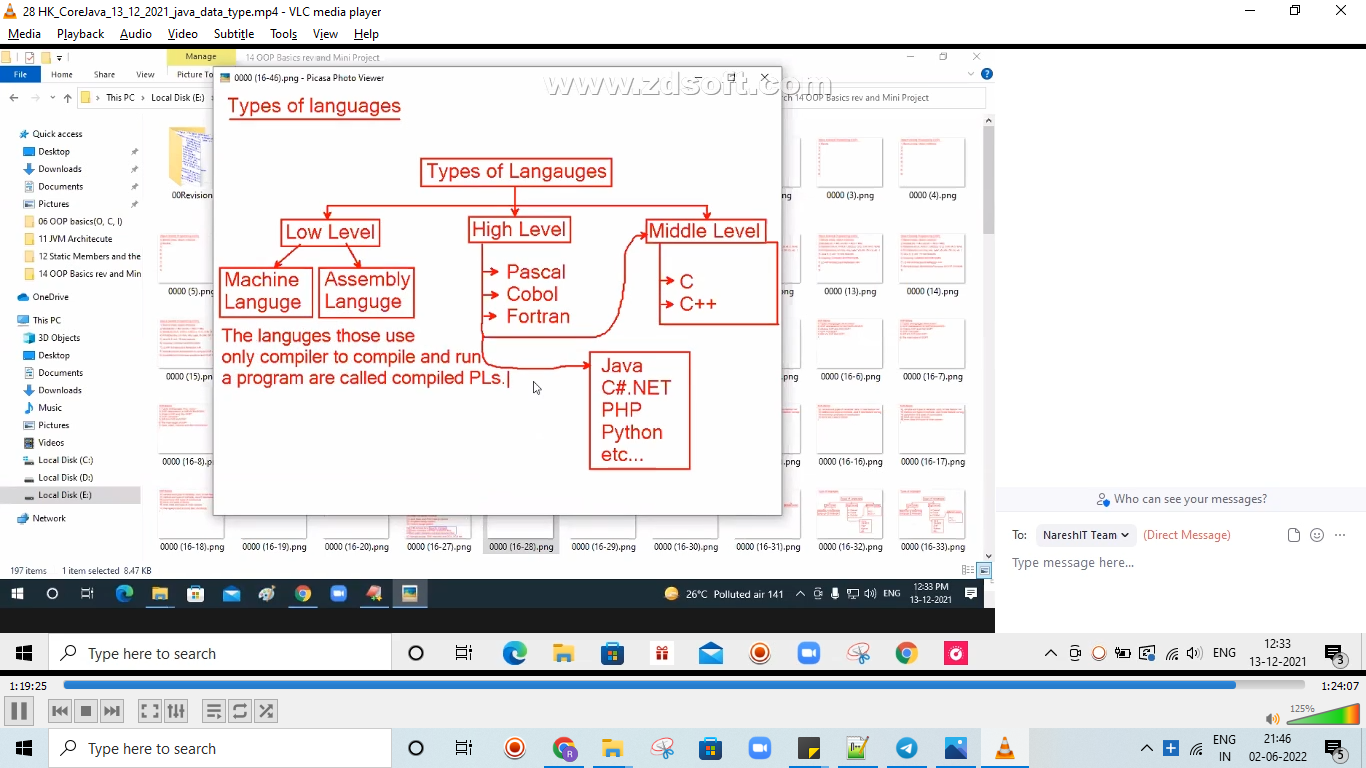 28 HK_CoreJava_13_12_2021_java_data_type.mp4 - VLC media player
Media Playback Audio Video Subtitle Tools View Help
Manage 14 OOP Basics rev and Mini Project
File Home Share View Picture To
This PC Local Disk (E:)
14 OOP Basics rev and Mini Project
0000 (16-46).png - Picasa Photo Viewer
www.zdsoft.com
Quick access
Desktop
Downloads
Documents
Pictures
06 OOP basics(O, C, I)
11 JVM Architecute
12 Static Members and the
14 OOP Basics rev and Min
OneDrive
This PC
3D Objects
Desktop
Documents
Downloads
Music
Pictures
Videos
Local Disk (C:)
Local Disk (D:)
Local Disk (E:)
Network
Types of languages
Types of Langauges
Low Level
High Level
Middle Level
Machine
Languge
Assembly
Languge
Pascal
Cobol
Fortran
C
C++
Java
C#.NET
PHP
Python
etc...
The languges those use
only compiler to compile and run
a program are called compiled PLs.
00Revision
0000 (3).png
0000 (4).png
0000 (5).
0000 (13).png
0000 (14).png
0000 (15).
0000 (16-6).png
0000 (16-7).png
0000 (16-8).p
0000 (16-16).png
0000 (16-17).png
0000 (16-18).png
0000 (16-19).png
0000 (16-20).png
0000 (16-27).png
0000 (16-28).png
0000 (16-29).png
0000 (16-30).png
0000 (16-31).png
0000 (16-32).png
0000 (16-33).png
197 items 1 item selected 8.47 KB
26°C Polluted air 141 ENG 12:33 PM
13-12-2021
Who can see your messages?
To: NareshIT Team (Direct Message)
Type message here...
Type here to search
ENG
12:33
13-12-2021
3
1:19:25
1:24:07
125%
Type here to search
ENG
IN
21:46
02-06-2022
5